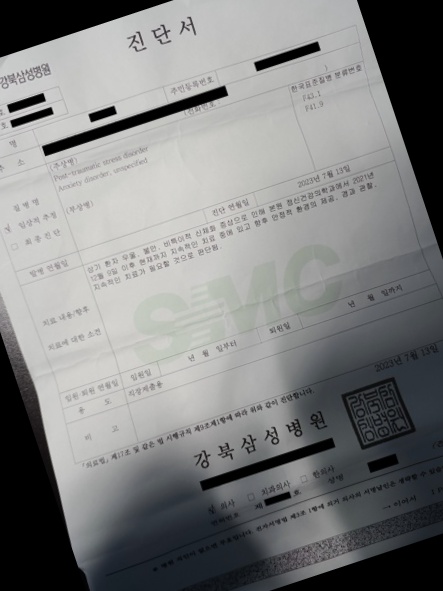 진 단 서
강북삼성병원
주민등록번호
주 소
(주상병)
한국표준질병 분류번호
Post-traumatic stress disorder
F43.1
Anxiety disorder, unspecified
F41.9
(부상병)
질 병 명
및 임상적 추정
□ 최 종 진 단
발병 연월일
진단 연월일
2023년 7월 13일
상기 환자 우울, 불안, 비특이적 신체화 증상으로 인해 본원 정신건강의학과에서 2021년
12월 6일 이후 현재까지 지속적인 치료 중에 있고 향후 안정적 환경의 제공, 경과 관찰,
지속적인 치료가 필요할 것으로 판단됨.
치료 내용/향후
치료에 대한 소견
SMC
입원·퇴원 연월일
입원일
년 월 일부터
퇴원일
년 월 일까지
용 도
직장제출용
비 고
「의료법」 제17조 및 같은 법 시행규칙 제9조제1항에 따라 위와 같이 진단합니다.
2023년 7월 13일
강북삼성병원
의사 □ 치과의사 □ 한의사
면허번호 제 호 성명